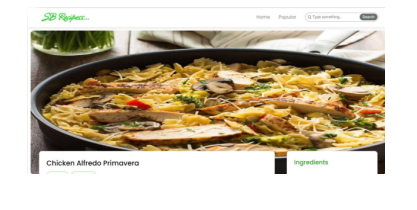 SB Recipes...
Home Popular Type something... Search
Chicken Alfredo Primavera
Ingredients